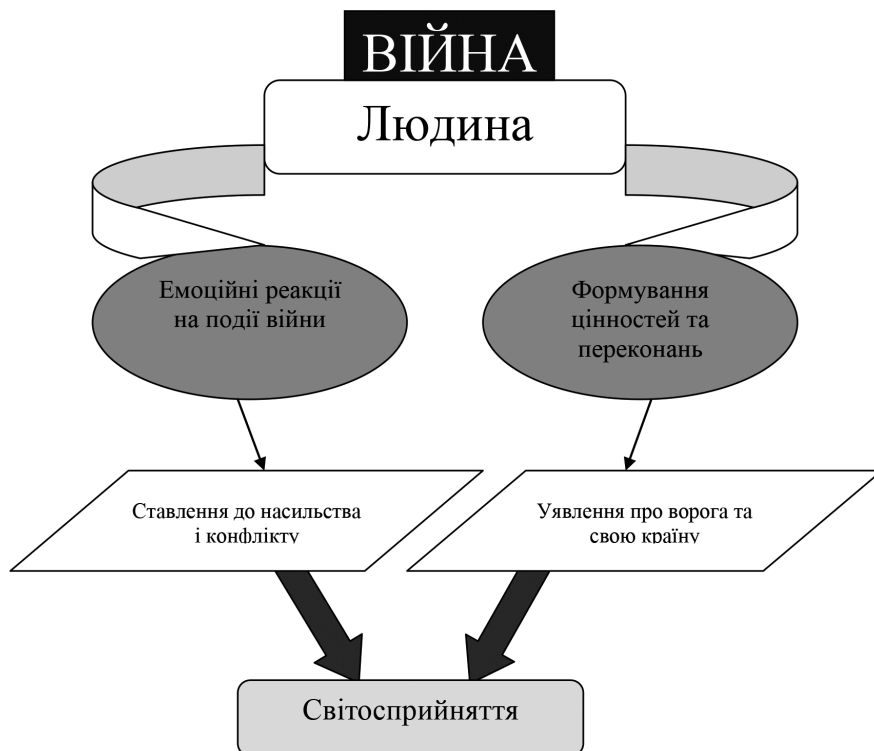 ВІЙНА
Людина
Емоційні реакції
на події війни
Формування
цінностей та
переконань
Ставлення до насильства
і конфлікту
Уявлення про ворога та
свою країну
Світосприйняття